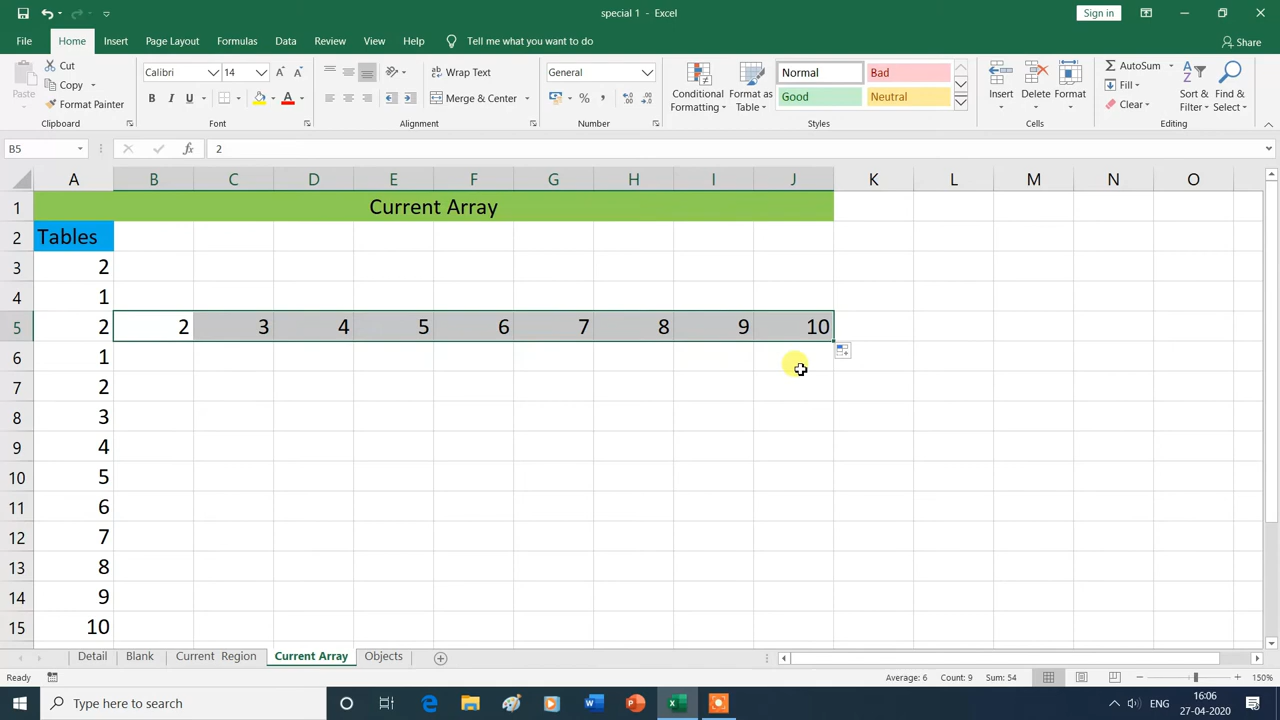 special 1 - Excel
Sign in
File Home Insert Page Layout Formulas Data Review View Help Tell me what you want to do Share
Paste
Cut
Copy
Format Painter
Clipboard
Calibri 14
B I U A
Font
Wrap Text
Merge & Center
Alignment
General
% ,
Number
Conditional Formatting
Format as Table
Normal Bad
Good Neutral
Styles
Insert Delete Format
Cells
AutoSum
Fill
Clear
Sort & Filter
Find & Select
Editing
B5 fx 2
A B C D E F G H I J K L M N O
1 Current Array
2 Tables
3 2
4 1
5 2 2 3 4 5 6 7 8 9 10
6 1
7 2
8 3
9 4
10 5
11 6
12 7
13 8
14 9
15 10
Detail Blank Current Region Current Array Objects
Ready Average: 6 Count: 9 Sum: 54 150%
Type here to search
ENG
16:06
27-04-2020